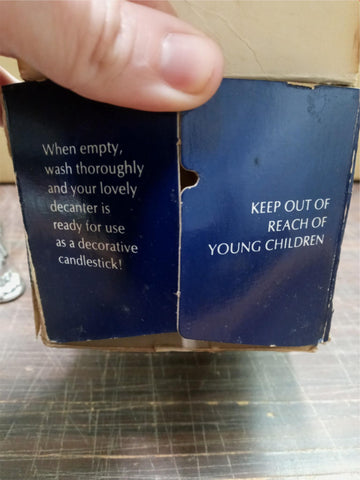 When empty,
wash thoroughly
and your lovely
decanter is
ready for use
as a decorative
candlestick!
KEEP OUT OF
REACH OF
YOUNG CHILDREN